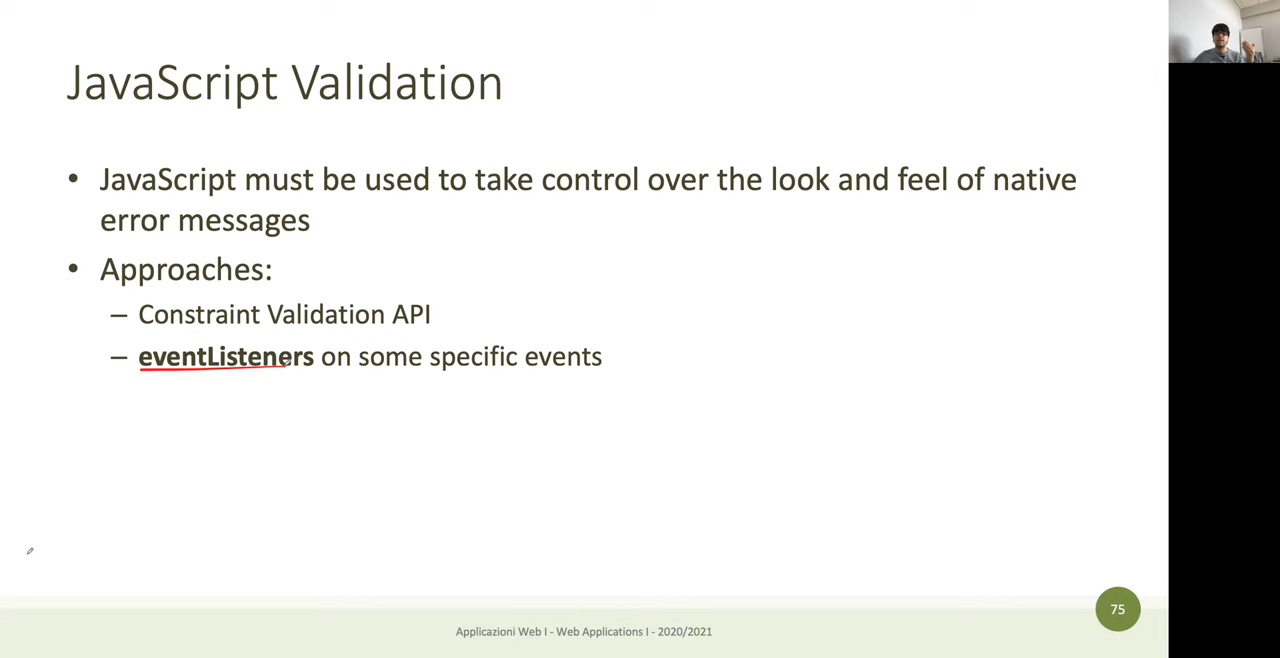 JavaScript Validation
• JavaScript must be used to take control over the look and feel of native
error messages
• Approaches:
– Constraint Validation API
– eventListeners on some specific events
75
Applicazioni Web I - Web Applications I - 2020/2021